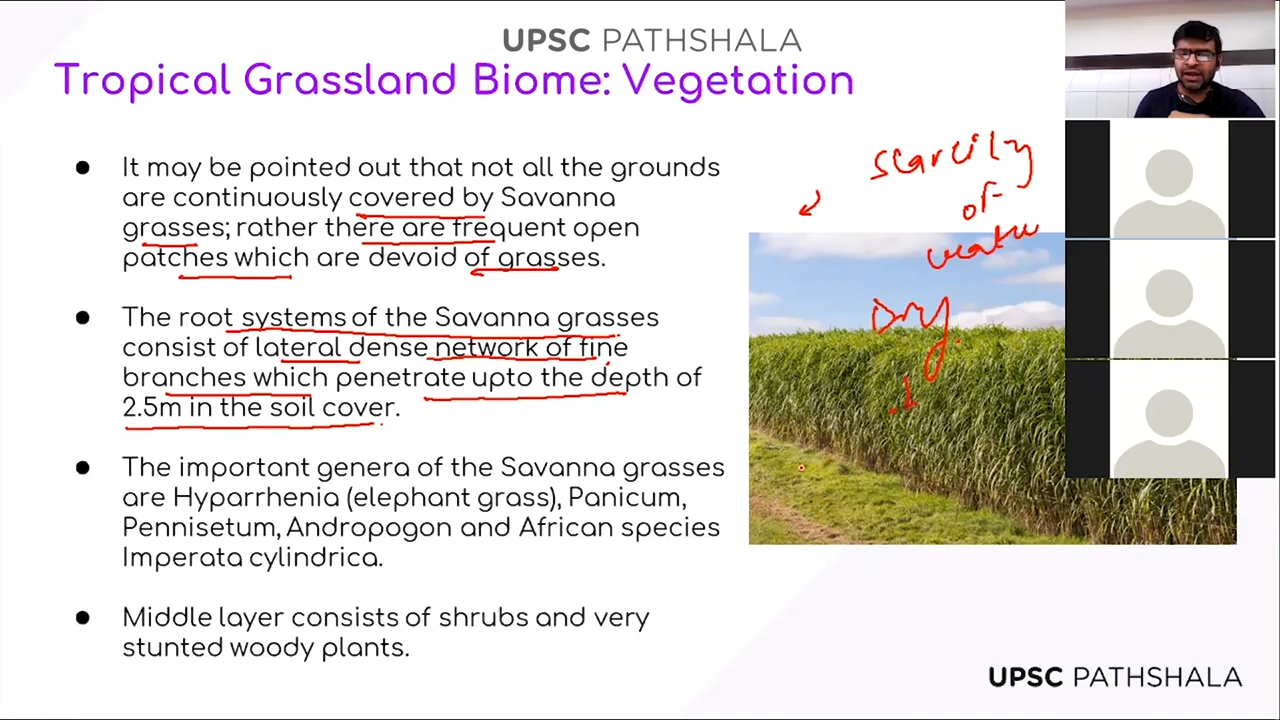 UPSC PATHSHALA
Tropical Grassland Biome: Vegetation
● It may be pointed out that not all the grounds
are continuously covered by Savanna
grasses; rather there are frequent open
patches which are devoid of grasses.
● The root systems of the Savanna grasses
consist of lateral dense network of fine
branches which penetrate upto the depth of
2.5m in the soil cover.
● The important genera of the Savanna grasses
are Hyparrhenia (elephant grass), Panicum,
Pennisetum, Andropogon and African species
Imperata cylindrica.
● Middle layer consists of shrubs and very
stunted woody plants.
scarcity
of
water
Dry
UPSC PATHSHALA